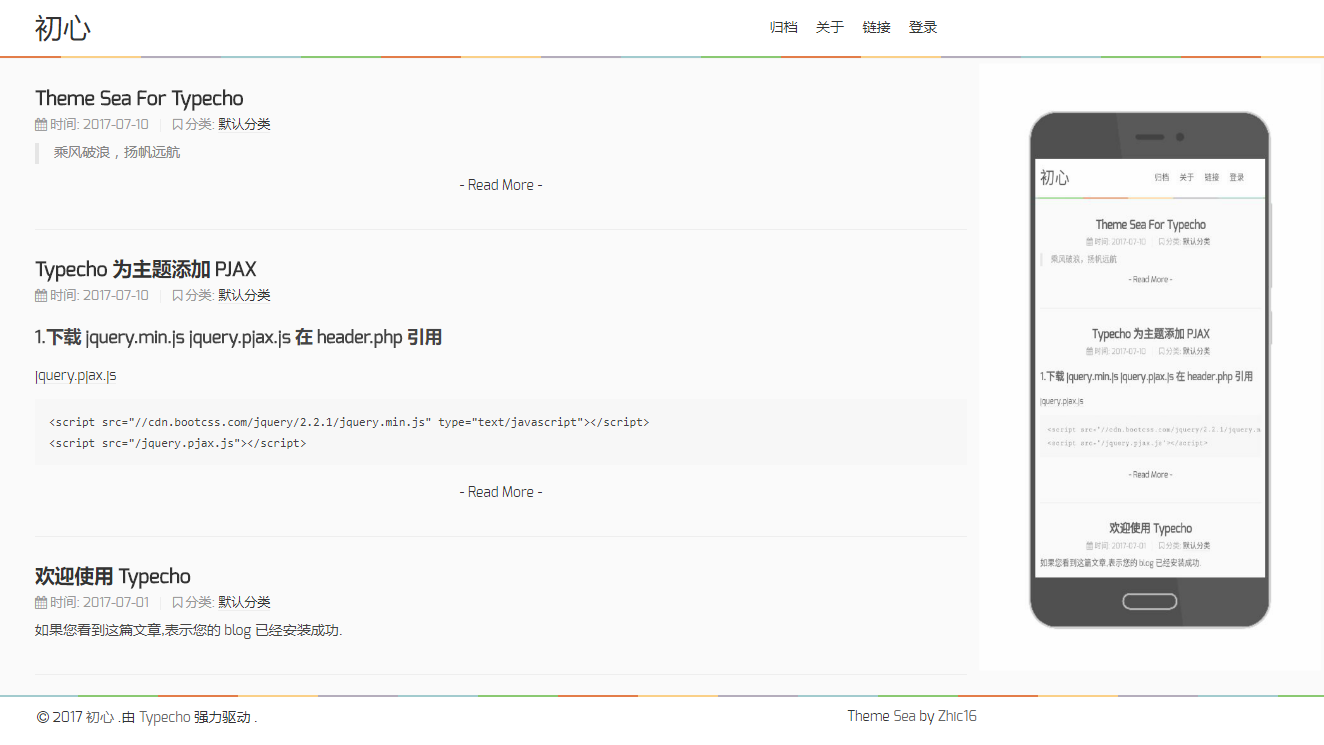 初心
归档 关于 链接 登录
Theme Sea For Typecho
时间: 2017-07-10 分类: 默认分类
乘风破浪，扬帆远航
- Read More -
Typecho 为主题添加 PJAX
时间: 2017-07-10 分类: 默认分类
1.下载 jquery.min.js jquery.pjax.js 在 header.php 引用
jquery.pjax.js
<script src="//cdn.bootcss.com/jquery/2.2.1/jquery.min.js" type="text/javascript"></script>
<script src="/jquery.pjax.js"></script>
- Read More -
欢迎使用 Typecho
时间: 2017-07-01 分类: 默认分类
如果您看到这篇文章,表示您的 blog 已经安装成功.
初心
归档 关于 链接 登录
Theme Sea For Typecho
时间: 2017-07-10 分类: 默认分类
乘风破浪，扬帆远航
- Read More -
Typecho 为主题添加 PJAX
时间: 2017-07-10 分类: 默认分类
1.下载 jquery.min.js jquery.pjax.js 在 header.php 引用
jquery.pjax.js
<script src="//cdn.bootcss.com/jquery/2.2.1/jquery.m
<script src="/jquery.pjax.js"></script>
- Read More -
欢迎使用 Typecho
时间: 2017-07-01 分类: 默认分类
如果您看到这篇文章,表示您的 blog 已经安装成功.
© 2017 初心 .由 Typecho 强力驱动 .
Theme Sea by Zhic16